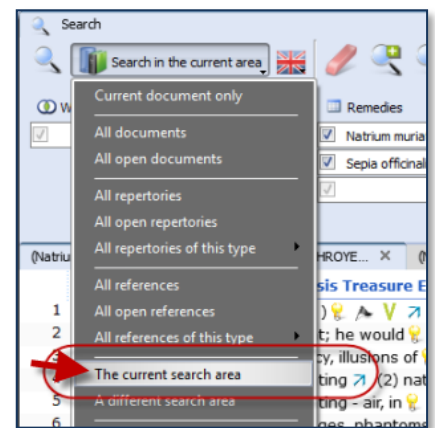 Search
Search in the current area
W
Remedies
Current document only
Natrium muria
All documents
All open documents
Sepia officinal
All repertories
All open repertories
All repertories of this type
(Natriu
HROYE... X
All references
sis Treasure E
1
All open references
2
All references of this type
t; he would
3
cy, illusions of
The current search area
ting (2) nat
5
A different search area
ting - air, in
6
ges, phantoms